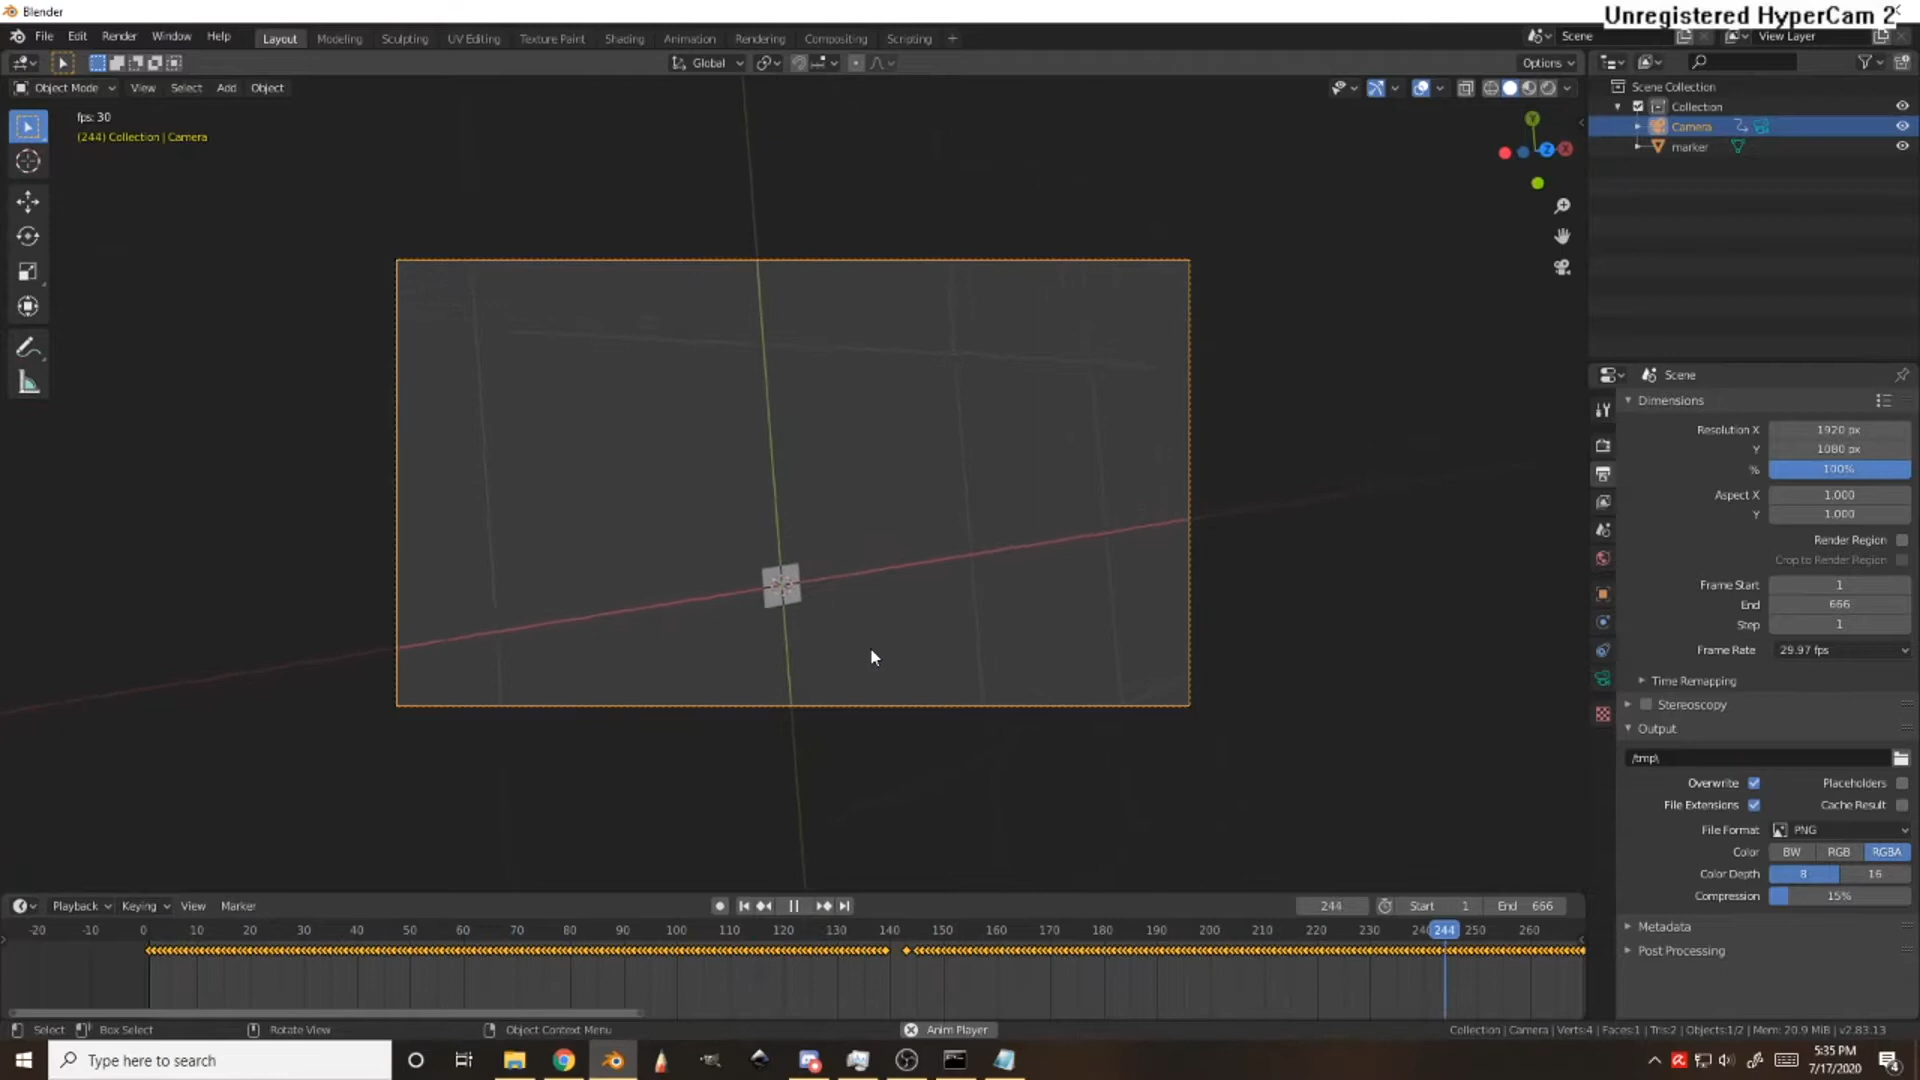 Blender
Unregistered HyperCam 2
File Edit Render Window Help
Layout Modeling Sculpting UV Editing Texture Paint Shading Animation Rendering Compositing Scripting +
Scene
View Layer
Global
Options
Object Mode View Select Add Object
Scene Collection
Collection
Camera
marker
fps: 30
(244) Collection | Camera
Y
Z
X
Scene
Dimensions
Resolution X 1920 px
Y 1080 px
% 100%
Aspect X 1.000
Y 1.000
Render Region
Crop to Render Region
Frame Start 1
End 666
Step 1
Frame Rate 29.97 fps
Time Remapping
Stereoscopy
Output
/tmp\
Overwrite Placeholders
File Extensions Cache Result
File Format PNG
Color BW RGB RGBA
Color Depth 8 16
Compression 15%
Metadata
Post Processing
Playback Keying View Marker
244 Start 1 End 666
-20 -10 0 10 20 30 40 50 60 70 80 90 100 110 120 130 140 150 160 170 180 190 200 210 220 230 244 250 260
Select Box Select Rotate View Object Context Menu Anim Player
Collection | Camera | Verts:4 | Faces:1 | Tris:2 | Objects:1/2 | Mem: 20.9 MiB | v2.83.13
Type here to search
5:35 PM
7/17/2020
4